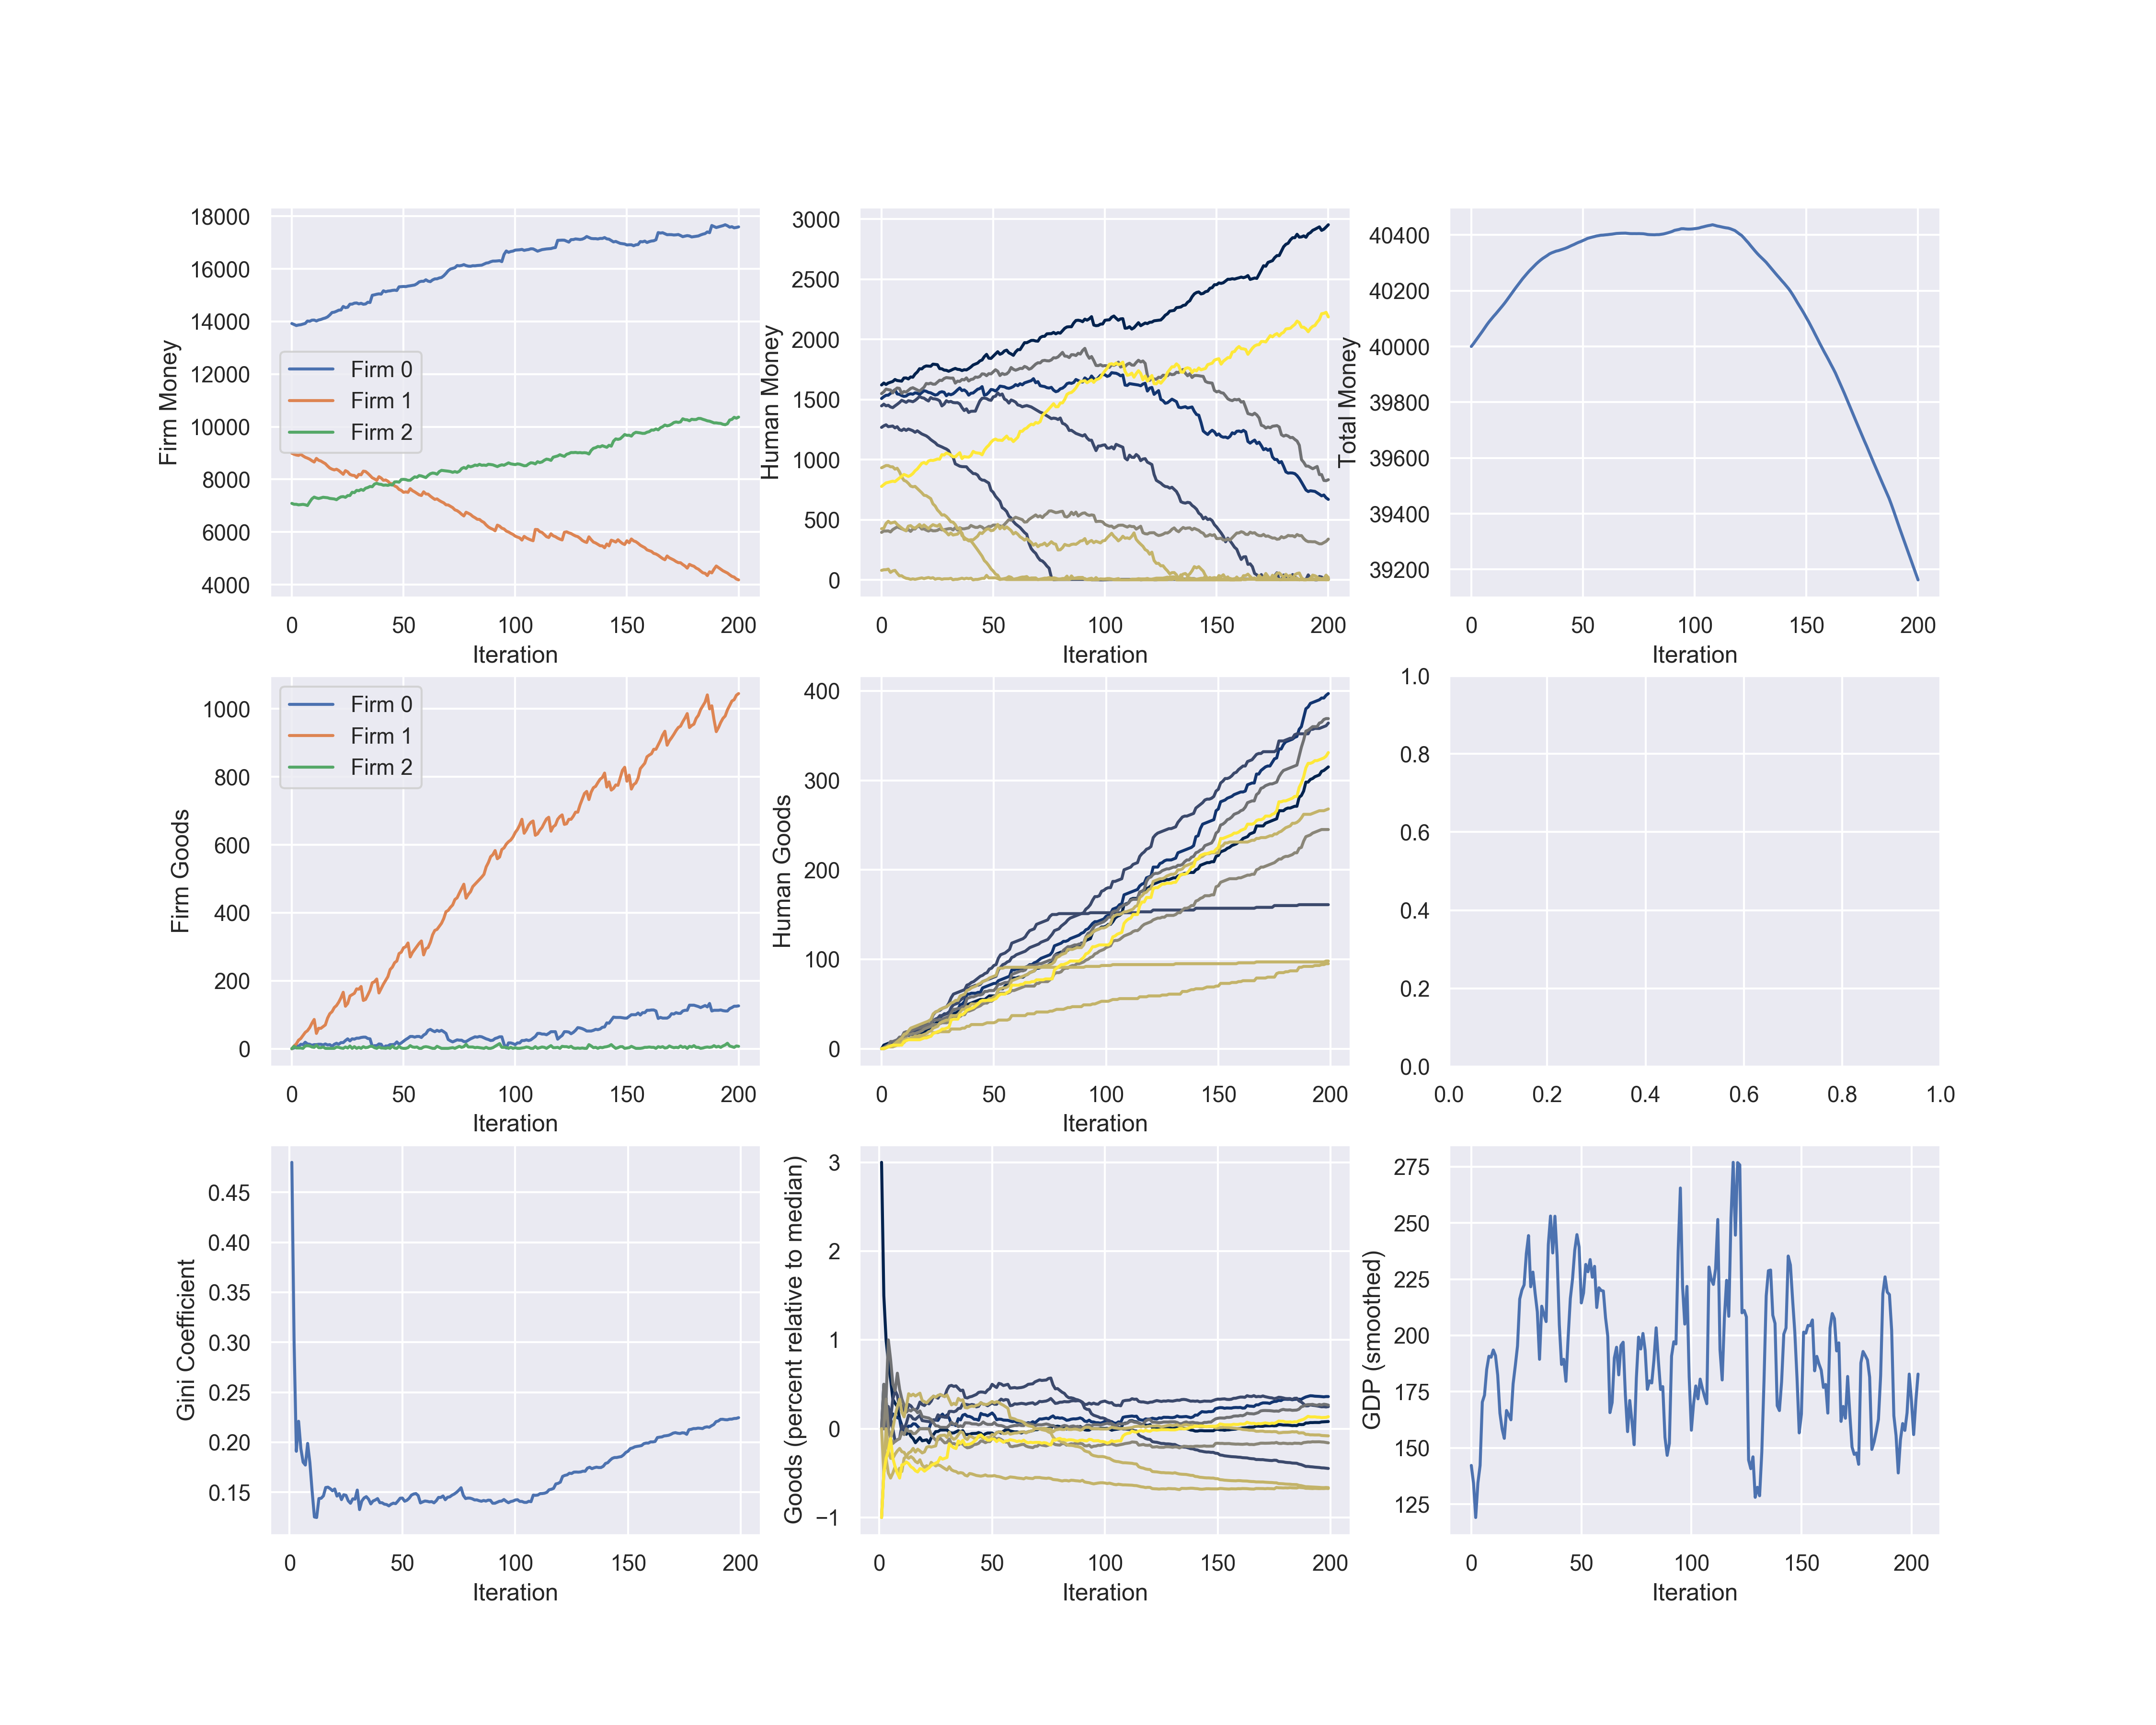 18000
16000
14000
12000
10000
8000
6000
4000
Firm Money
Firm 0
Firm 1
Firm 2
0 50 100 150 200
Iteration
3000
2500
2000
1500
1000
500
0
Human Money
0 50 100 150 200
Iteration
40400
40200
40000
39800
39600
39400
39200
Total Money
0 50 100 150 200
Iteration
1000
800
600
400
200
0
Firm Goods
Firm 0
Firm 1
Firm 2
0 50 100 150 200
Iteration
400
300
200
100
0
Human Goods
0 50 100 150 200
Iteration
1.0
0.8
0.6
0.4
0.2
0.0
0.0 0.2 0.4 0.6 0.8 1.0
0.45
0.40
0.35
0.30
0.25
0.20
0.15
Gini Coefficient
0 50 100 150 200
Iteration
3
2
1
0
−1
Goods (percent relative to median)
0 50 100 150 200
Iteration
275
250
225
200
175
150
125
GDP (smoothed)
0 50 100 150 200
Iteration